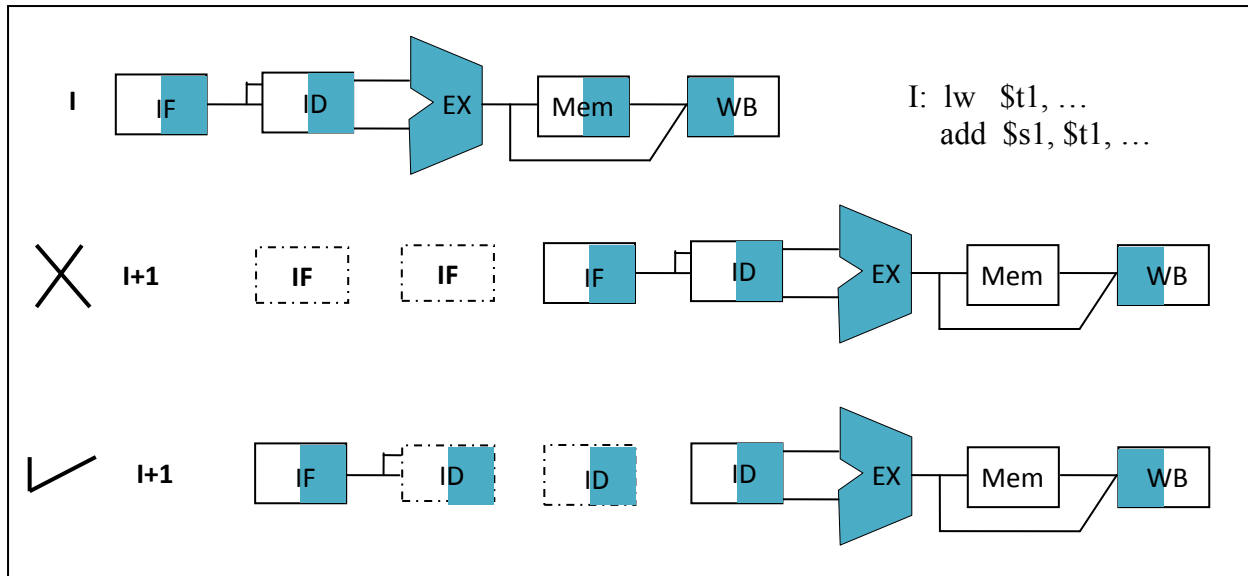 I IF ID EX Mem WB
I: lw $t1, …
add $s1, $t1, …
I+1 IF IF IF ID EX Mem WB
I+1 IF ID ID ID EX Mem WB